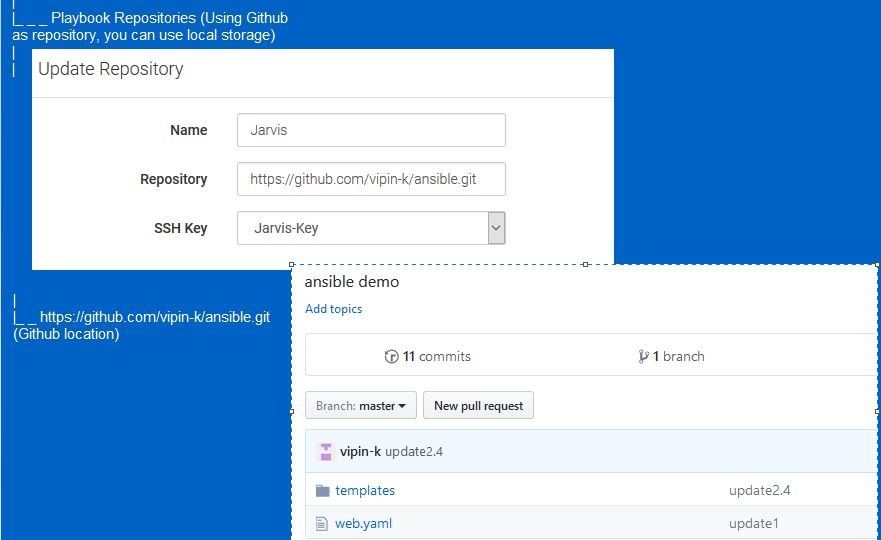 |_ _ _ Playbook Repositories (Using Github
as repository, you can use local storage)
|
|
Update Repository
Name Jarvis
Repository https://github.com/vipin-k/ansible.git
SSH Key Jarvis-Key
|
|_ _ https://github.com/vipin-k/ansible.git
(Github location)
ansible demo
Add topics
11 commits 1 branch
Branch: master New pull request
vipin-k update2.4
templates update2.4
web.yaml update1